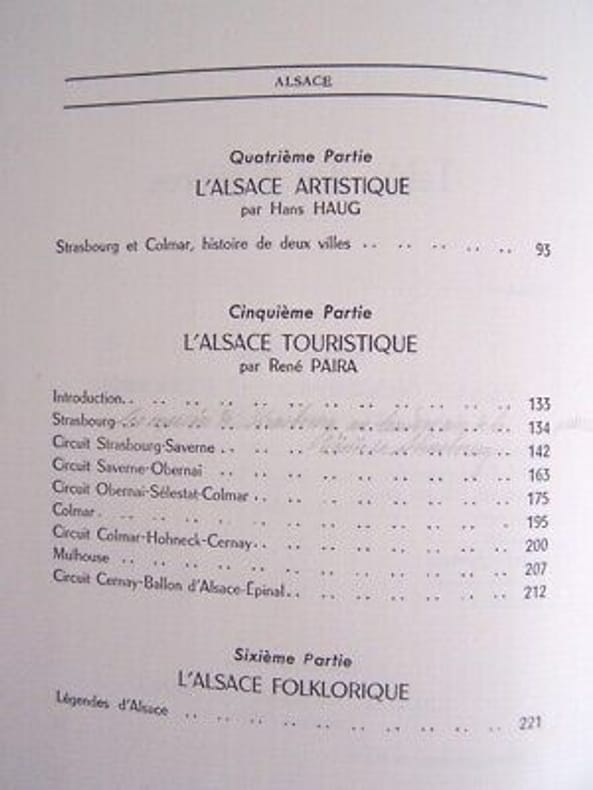 ALSACE
Quatrième Partie
L'ALSACE ARTISTIQUE
par Hans HAUG
Strasbourg et Colmar, histoire de deux villes .. .. .. .. .. 93
Cinquième Partie
L'ALSACE TOURISTIQUE
par René PAIRA
Introduction.. .. .. .. .. .. .. .. .. .. .. .. 133
Strasbourg .. 134
Circuit Strasbourg-Saverne .. .. .. .. 142
Circuit Saverne-Obernai .. .. .. .. .. .. .. .. .. 163
Circuit Obernai-Sélestat-Colmar .. .. .. .. .. .. .. .. 175
Colmar. .. .. .. .. .. .. .. .. .. .. .. . 195
Circuit Colmar-Hohneck-Cernay.. .. .. .. .. .. .. .. 200
Mulhouse .. .. .. .. .. .. .. .. .. .. .. .. 207
Circuit Cernay-Ballon d'Alsace-Epinal.. .. .. .. .. .. .. 212
Sixième Partie
L'ALSACE FOLKLORIQUE
Légendes d'Alsace .. .. .. .. .. .. .. .. .. .. 221